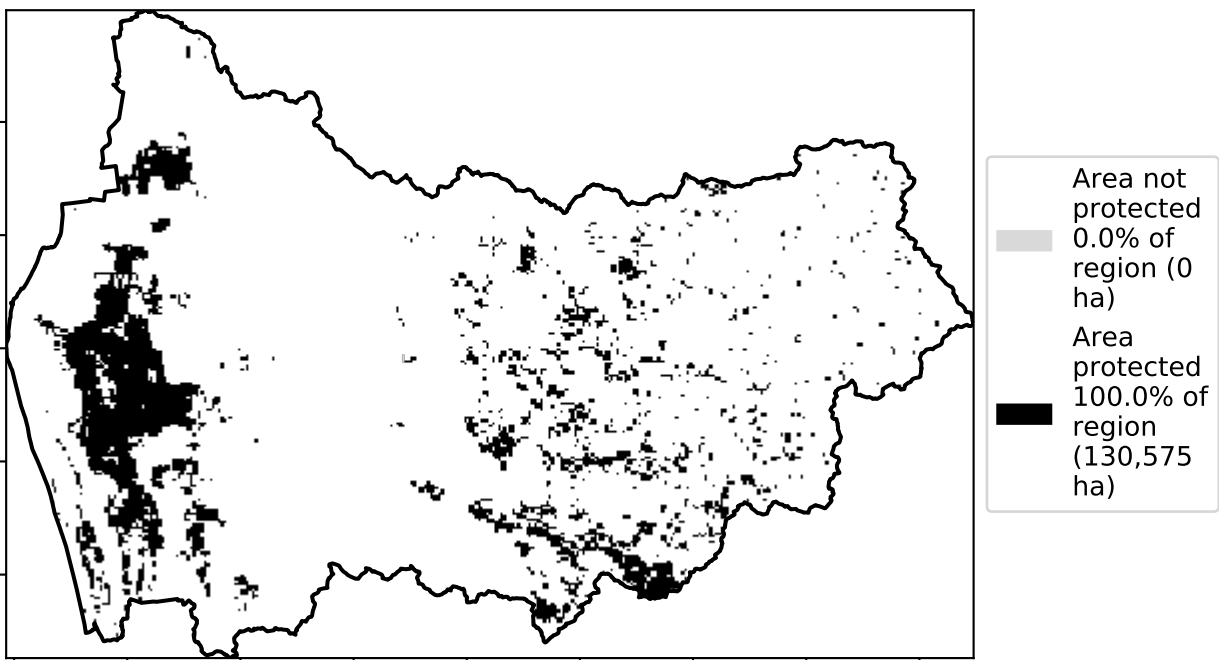 Area not
protected
0.0% of
region (0
ha)
Area
protected
100.0% of
region
(130,575
ha)